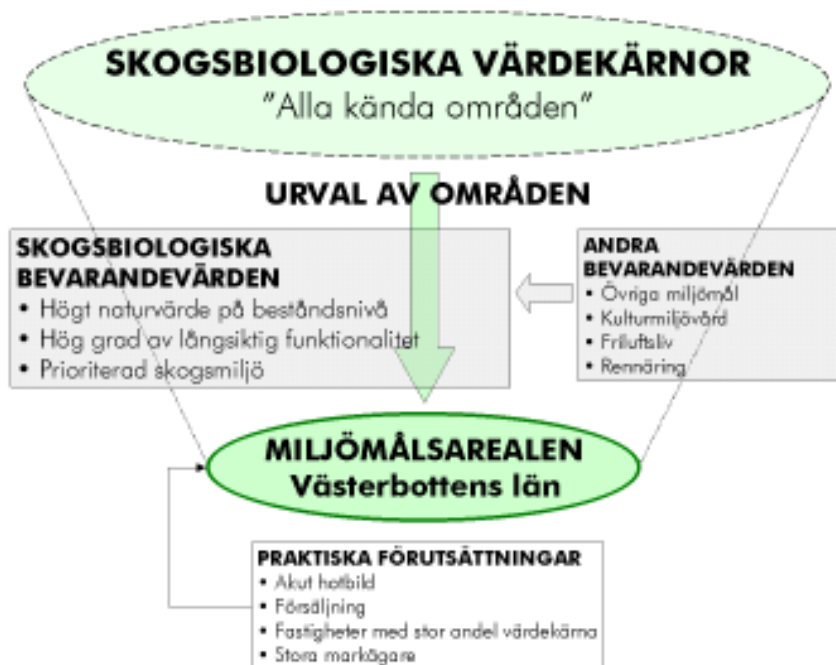 SKOGSBIOLOGISKA VÄRDEKÄRNOR
"Alla kända områden"
URVAL AV OMRÅDEN
SKOGSBIOLOGISKA
BEVARANDEVÄRDEN
• Högt naturvärde på beståndsnivå
• Hög grad av långsiktig funktionalitet
• Prioriterad skogsmiljö
ANDRA
BEVARANDEVÄRDEN
• Övriga miljömål
• Kulturmiljövård
• Friluftsliv
• Rennäring
MILJÖMÅLSAREALEN
Västerbottens län
PRAKTISKA FÖRUTSÄTTNINGAR
• Akut hotbild
• Försäljning
• Fastigheter med stor andel värdekärna
• Stora markägare